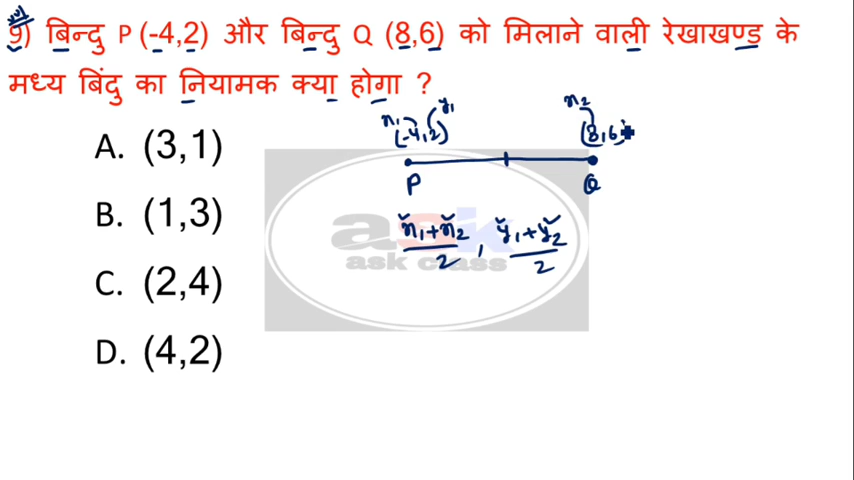 9) बिन्दु P (-4,2) और बिन्दु Q (8,6) को मिलाने वाली रेखाखण्ड के
मध्य बिंदु का नियामक क्या होगा ?
A. (3,1)
B. (1,3)
C. (2,4)
D. (4,2)
x₁ y₁ x₂
(-4,2) (8,6)
P Q
x₁+x₂/2 , y₁+y₂/2
ask
ask class